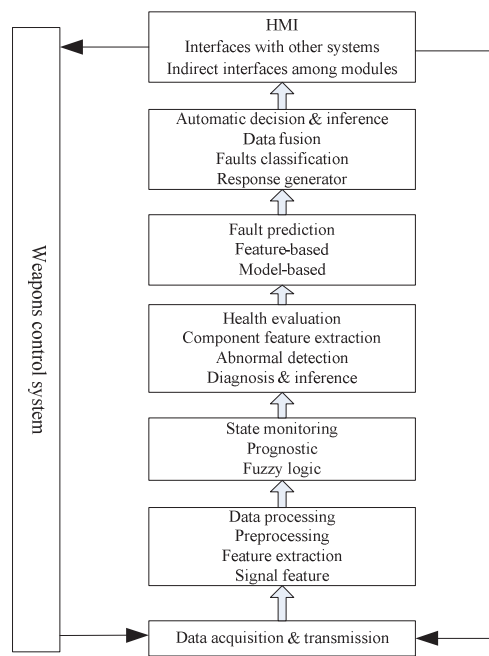 HMI
Interfaces with other systems
Indirect interfaces among modules
Automatic decision & inference
Data fusion
Faults classification
Response generator
Fault prediction
Feature-based
Model-based
Weapons control system
Health evaluation
Component feature extraction
Abnormal detection
Diagnosis & inference
State monitoring
Prognostic
Fuzzy logic
Data processing
Preprocessing
Feature extraction
Signal feature
Data acquisition & transmission